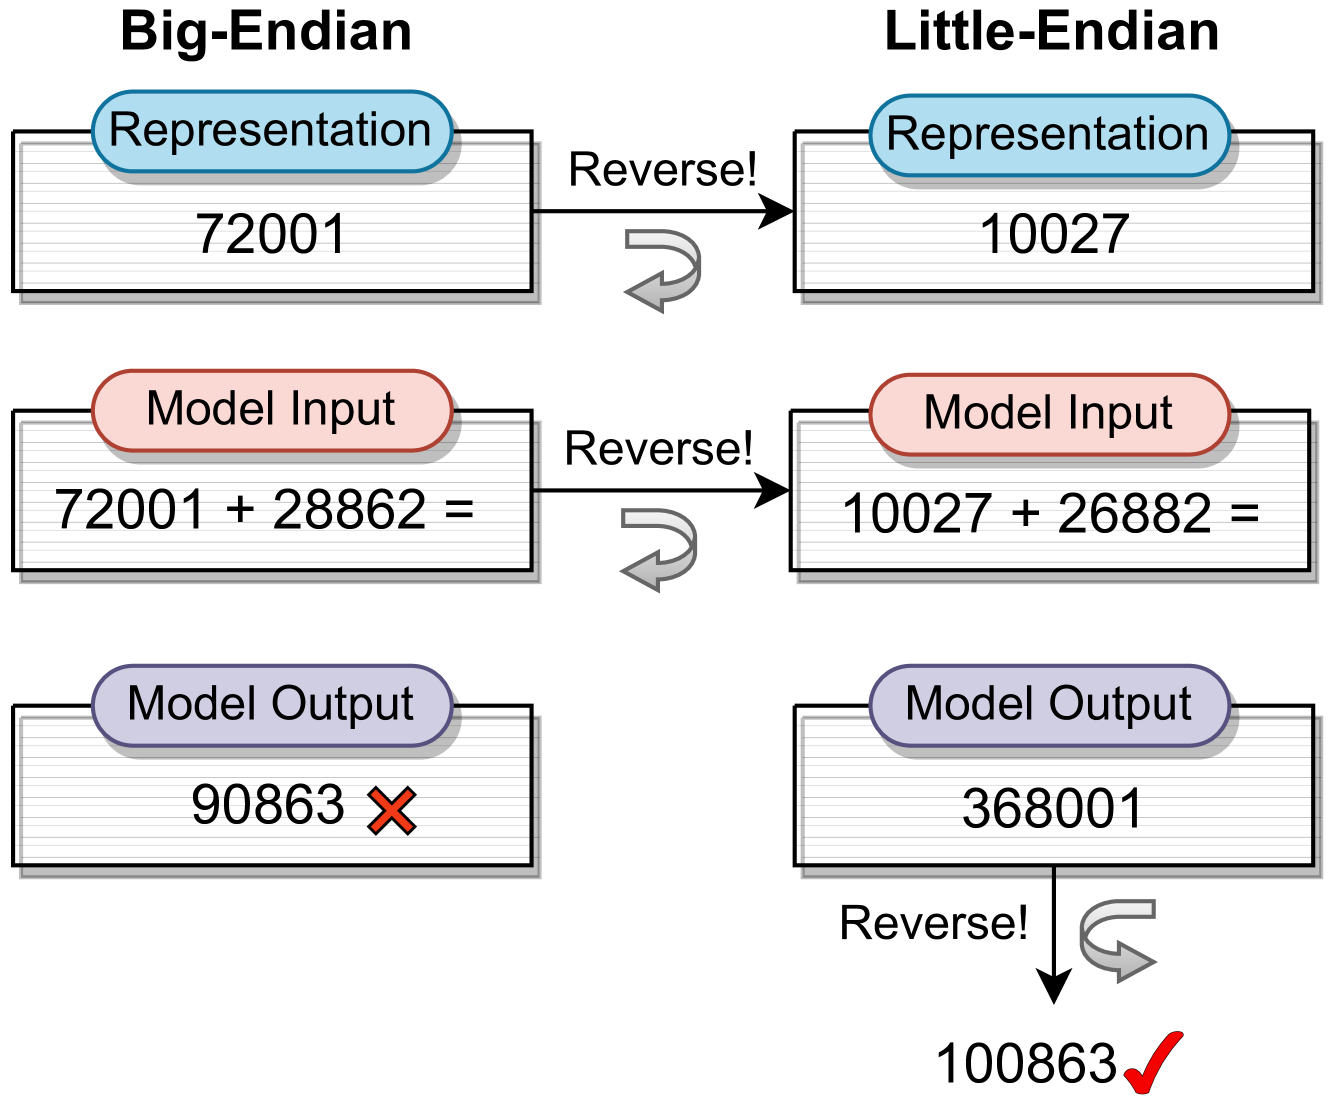 Big-Endian
Little-Endian
Representation
72001
Reverse!
Representation
10027
Model Input
72001 + 28862 =
Reverse!
Model Input
10027 + 26882 =
Model Output
90863
Model Output
368001
Reverse!
100863